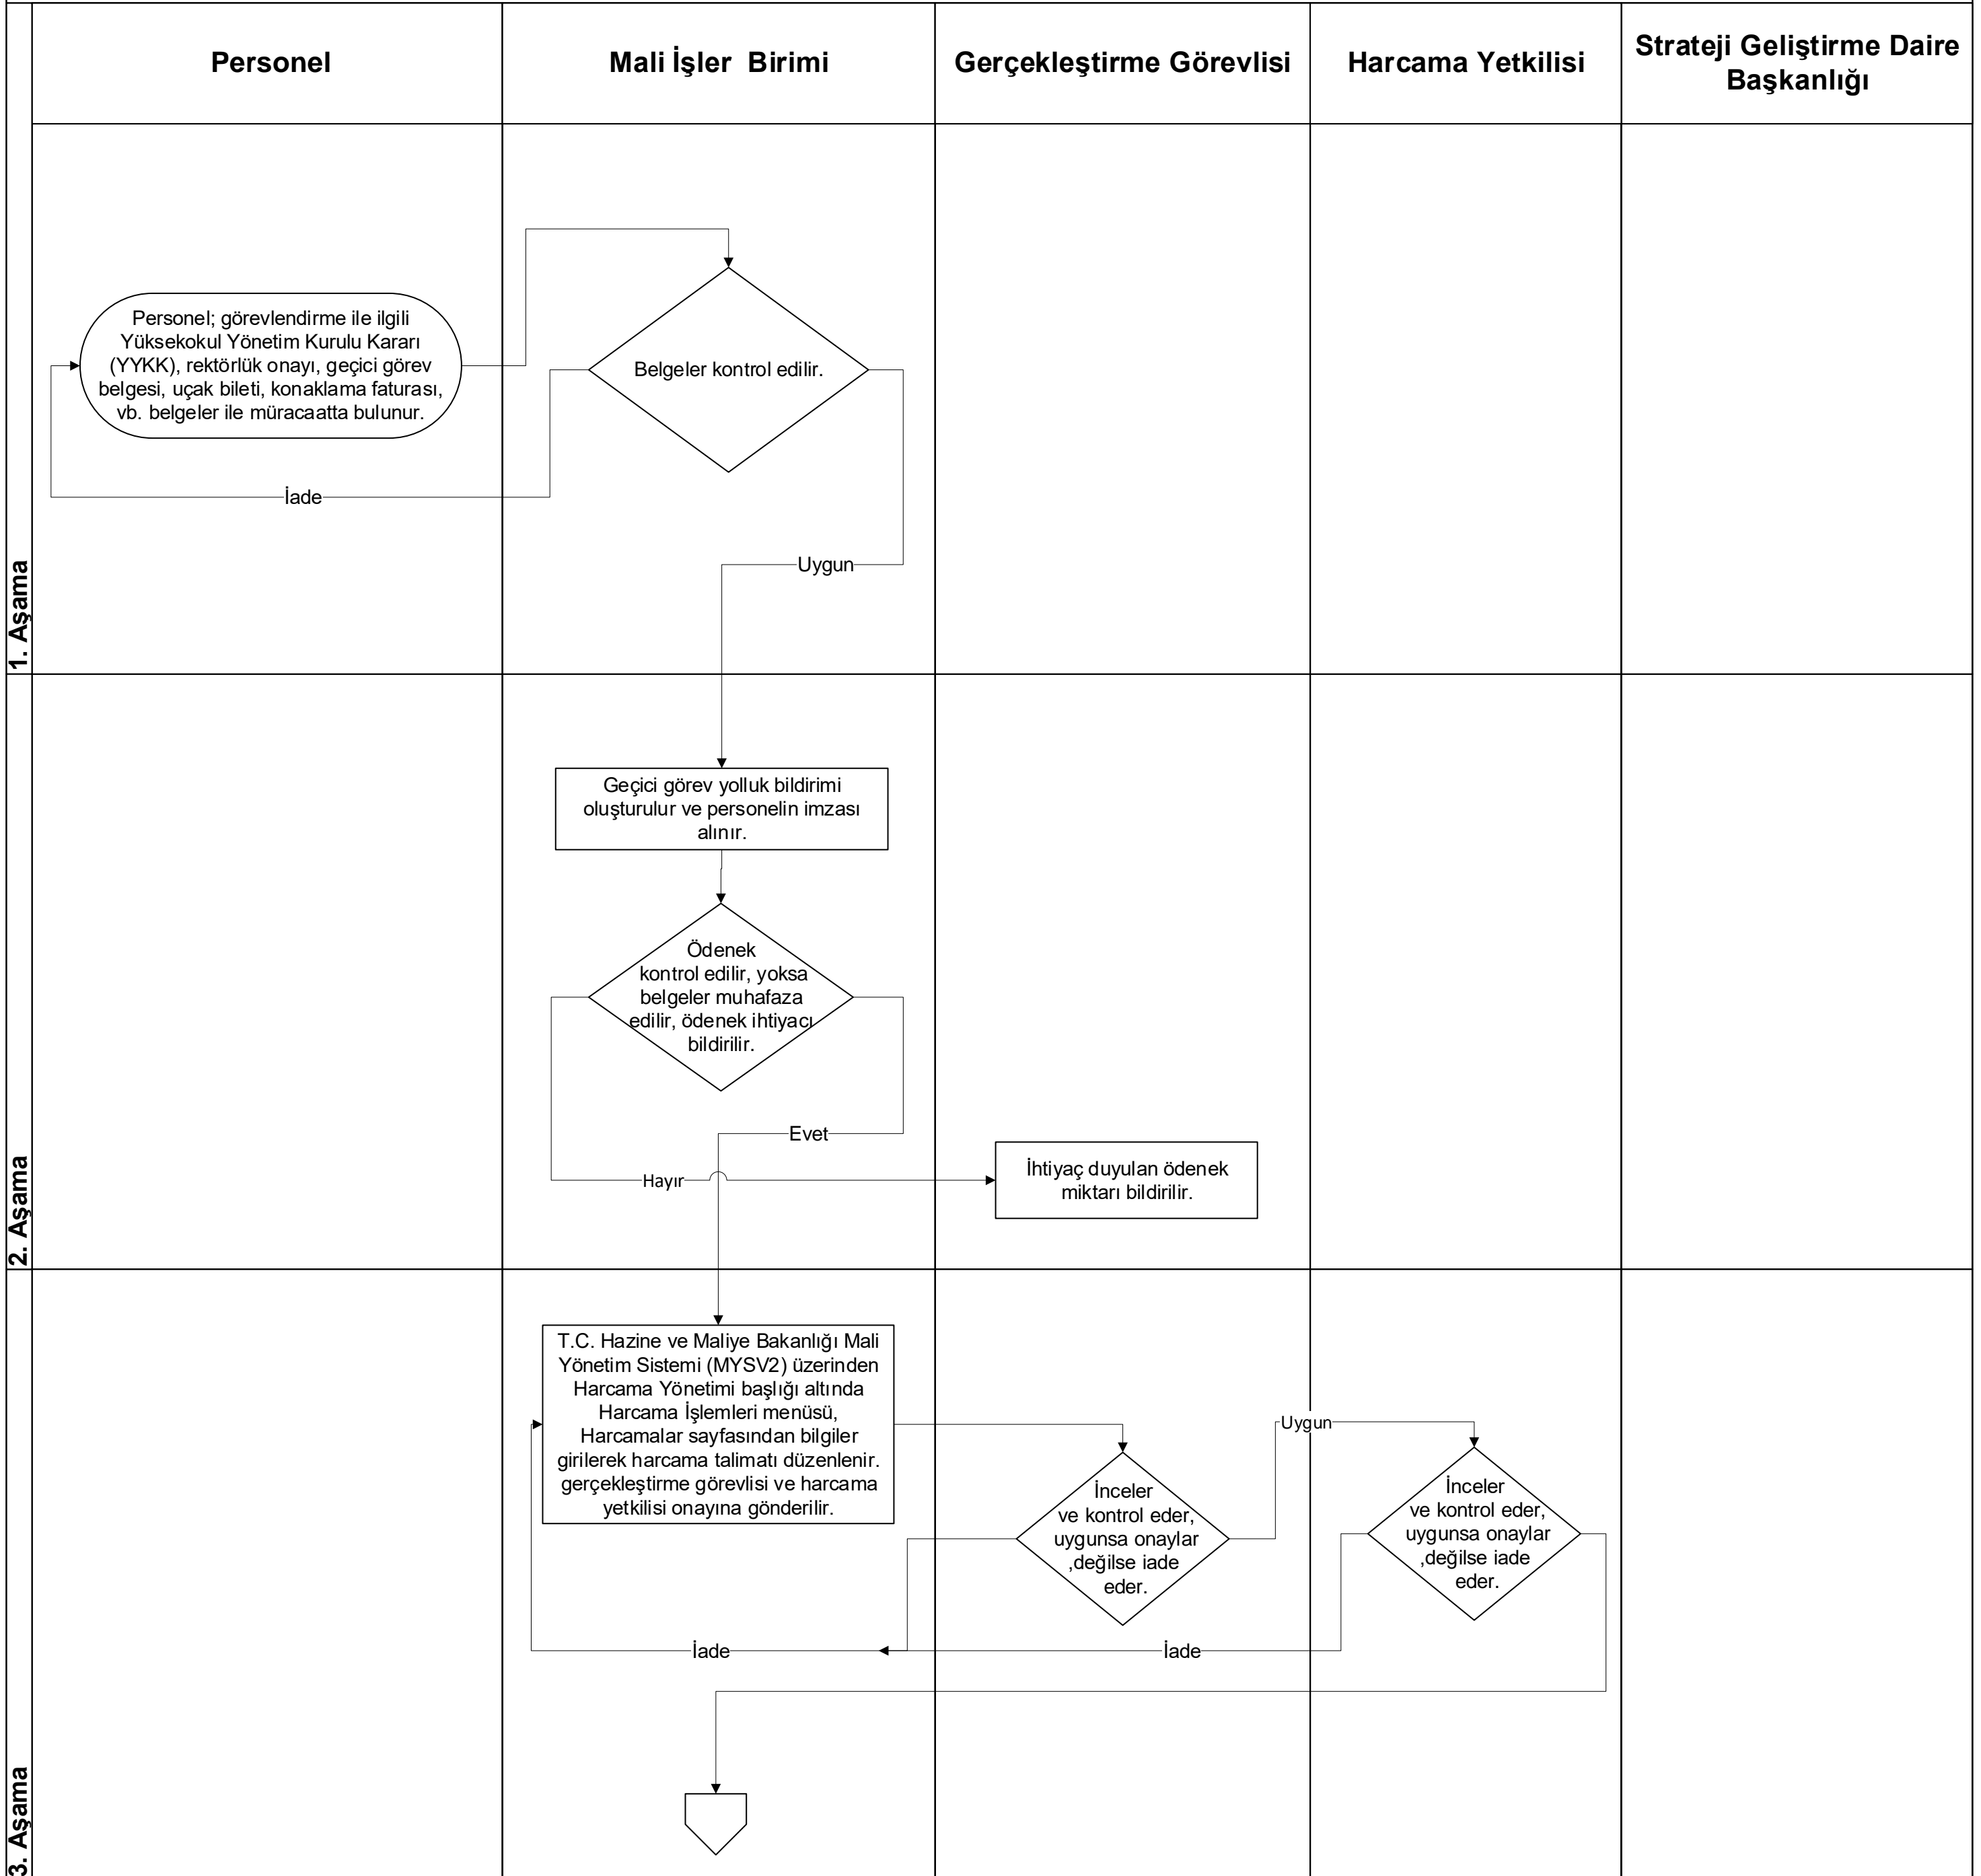 Personel
Mali İşler  Birimi
Gerçekleştirme Görevlisi
Harcama Yetkilisi
Strateji Geliştirme Daire
Başkanlığı
1. Aşama
Personel; görevlendirme ile ilgili
Yüksekokul Yönetim Kurulu Kararı
(YYKK), rektörlük onayı, geçici görev
belgesi, uçak bileti, konaklama faturası,
vb. belgeler ile müracaatta bulunur.
Belgeler kontrol edilir.
İade
Uygun
2. Aşama
Geçici görev yolluk bildirimi
oluşturulur ve personelin imzası
alınır.
Ödenek
kontrol edilir, yoksa
belgeler muhafaza
edilir, ödenek ihtiyacı
bildirilir.
Evet
Hayır
İhtiyaç duyulan ödenek
miktarı bildirilir.
3. Aşama
T.C. Hazine ve Maliye Bakanlığı Mali
Yönetim Sistemi (MYSV2) üzerinden
Harcama Yönetimi başlığı altında
Harcama İşlemleri menüsü,
Harcamalar sayfasından bilgiler
girilerek harcama talimatı düzenlenir.
gerçekleştirme görevlisi ve harcama
yetkilisi onayına gönderilir.
İnceler
ve kontrol eder,
uygunsa onaylar
,değilse iade
eder.
Uygun
İnceler
ve kontrol eder,
uygunsa onaylar
,değilse iade
eder.
İade
İade